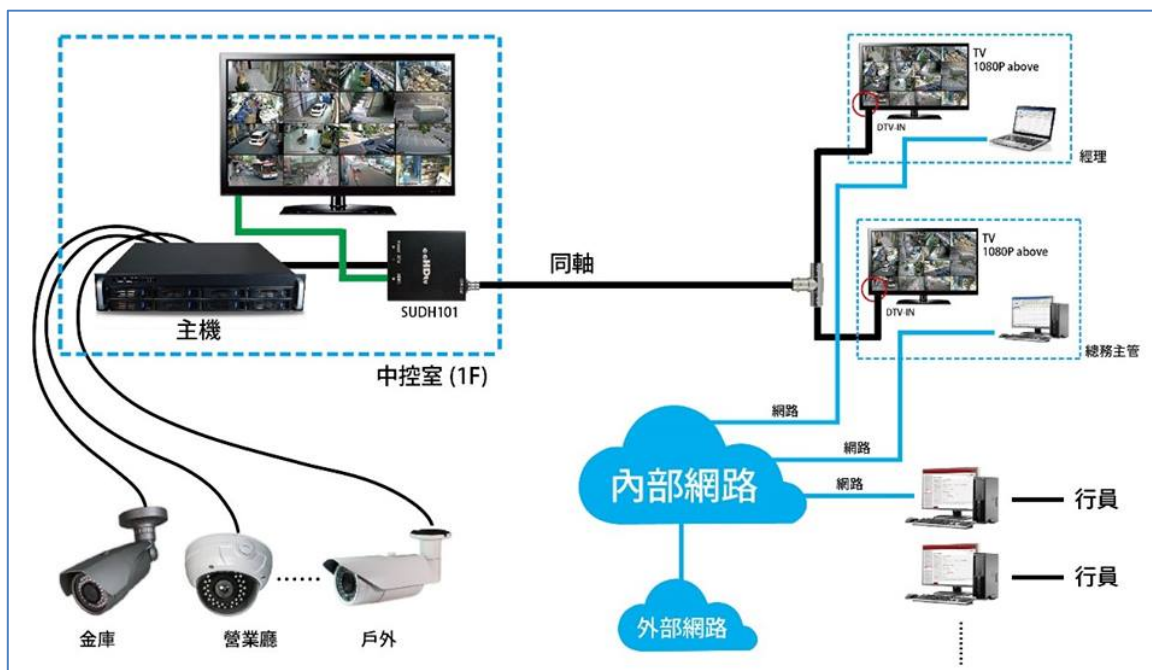 TV
1080P above
DTV-IN
經理
TV
1080P above
DTV-IN
總務主管
同軸
SUDH101
主機
中控室 (1F)
網路
網路
網路
內部網路
外部網路
行員
行員
金庫
營業廳
戶外